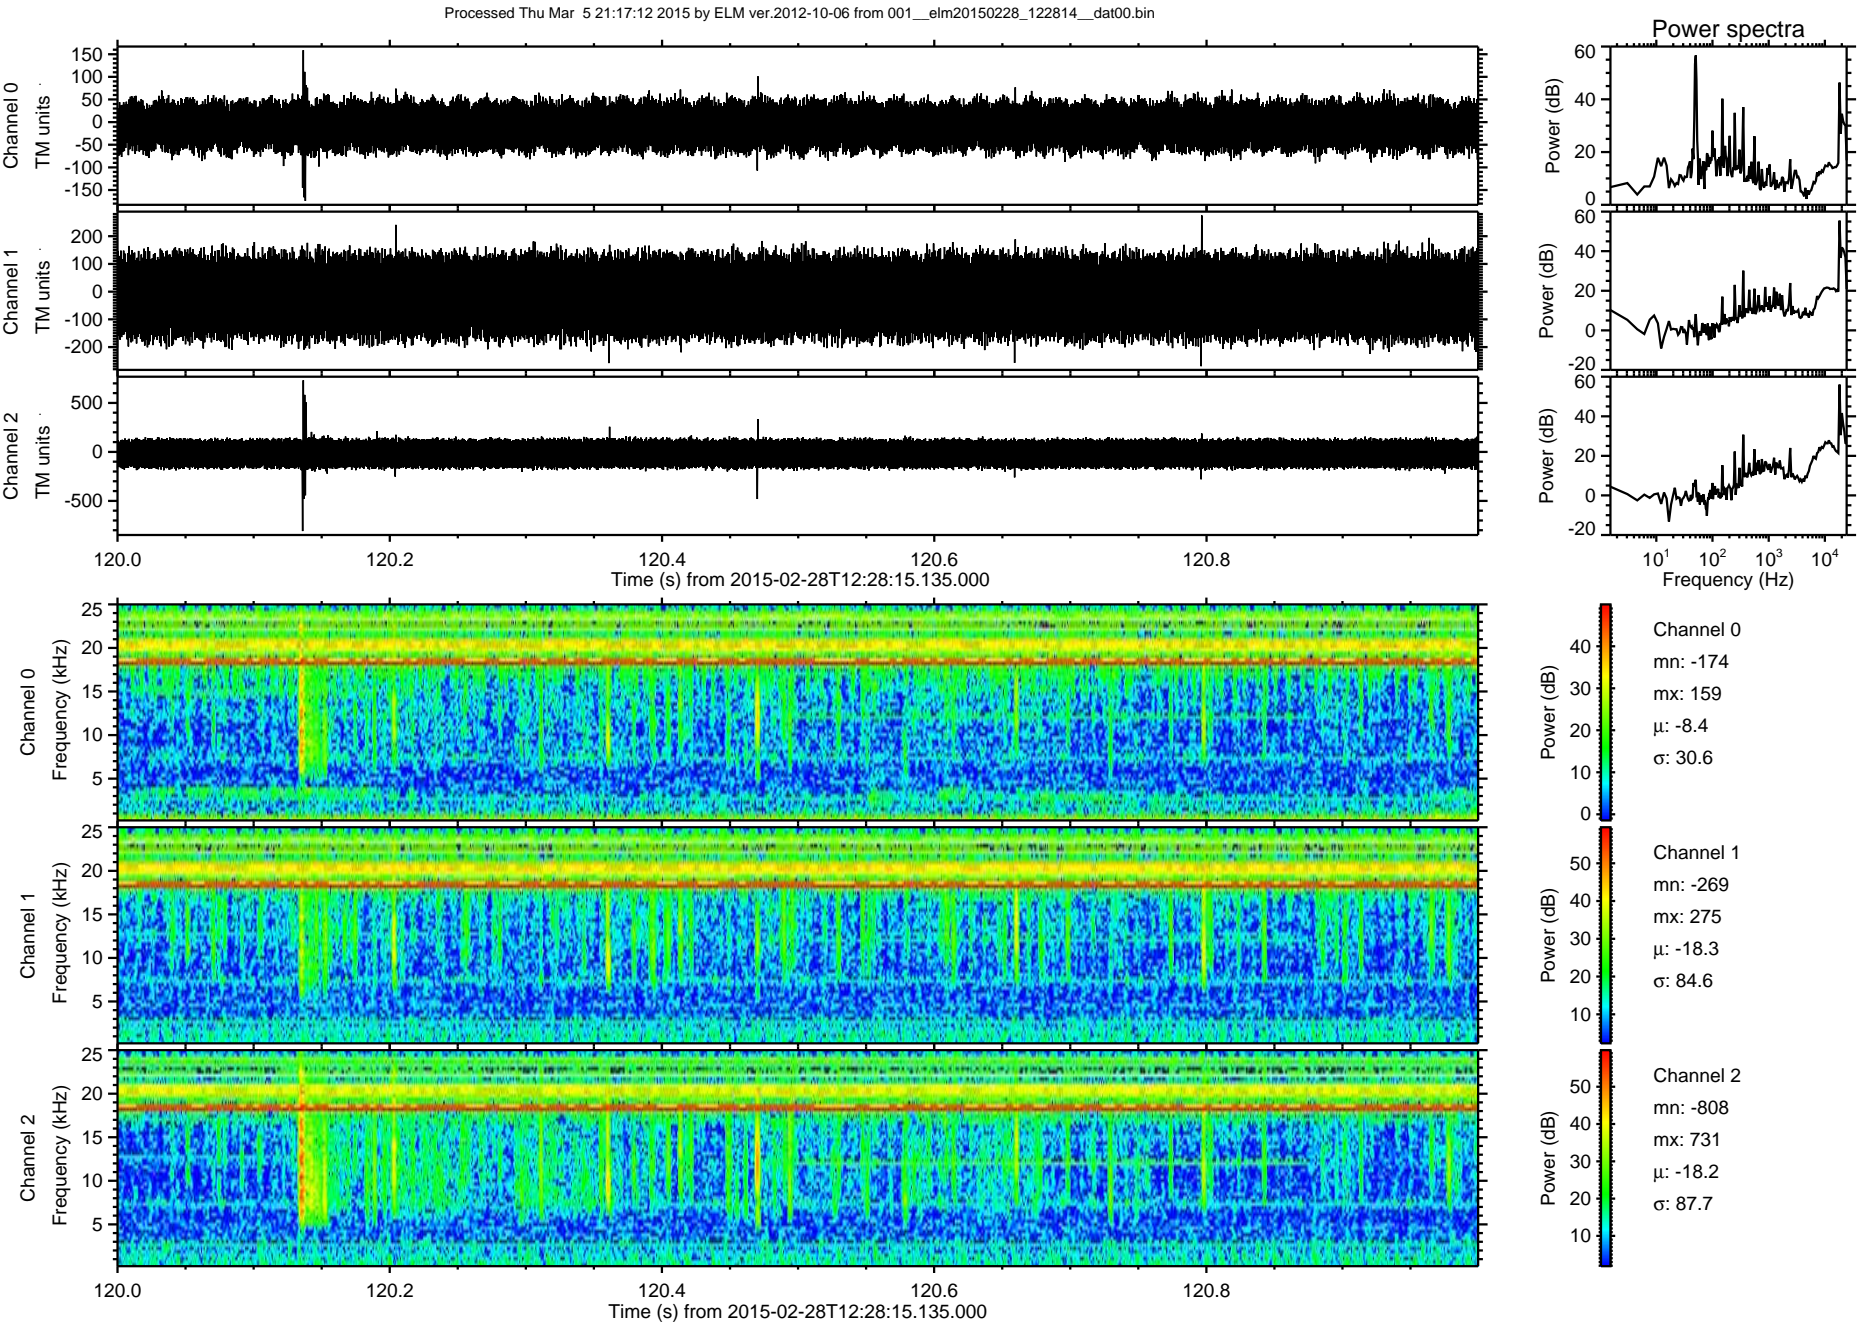 Processed Thu Mar 5 21:17:12 2015 by ELM ver.2012-10-06 from 001__elm20150228_122814__dat00.bin
Power spectra
Channel 0
TM units
150
100
50
0
-50
-100
-150
Power (dB)
60
40
20
0
Channel 1
TM units
200
100
0
-100
-200
Power (dB)
60
40
20
0
-20
Channel 2
TM units
500
0
-500
Power (dB)
60
40
20
0
-20
120.0 120.2 120.4 120.6 120.8
Time (s) from 2015-02-28T12:28:15.135.000
10^1 10^2 10^3 10^4
Frequency (Hz)
Channel 0
Frequency (kHz)
25
20
15
10
5
Power (dB)
40
30
20
10
0
Channel 0
mn: -174
mx: 159
μ: -8.4
σ: 30.6
Channel 1
Frequency (kHz)
25
20
15
10
5
Power (dB)
50
40
30
20
10
Channel 1
mn: -269
mx: 275
μ: -18.3
σ: 84.6
Channel 2
Frequency (kHz)
25
20
15
10
5
Power (dB)
50
40
30
20
10
Channel 2
mn: -808
mx: 731
μ: -18.2
σ: 87.7
120.0 120.2 120.4 120.6 120.8
Time (s) from 2015-02-28T12:28:15.135.000